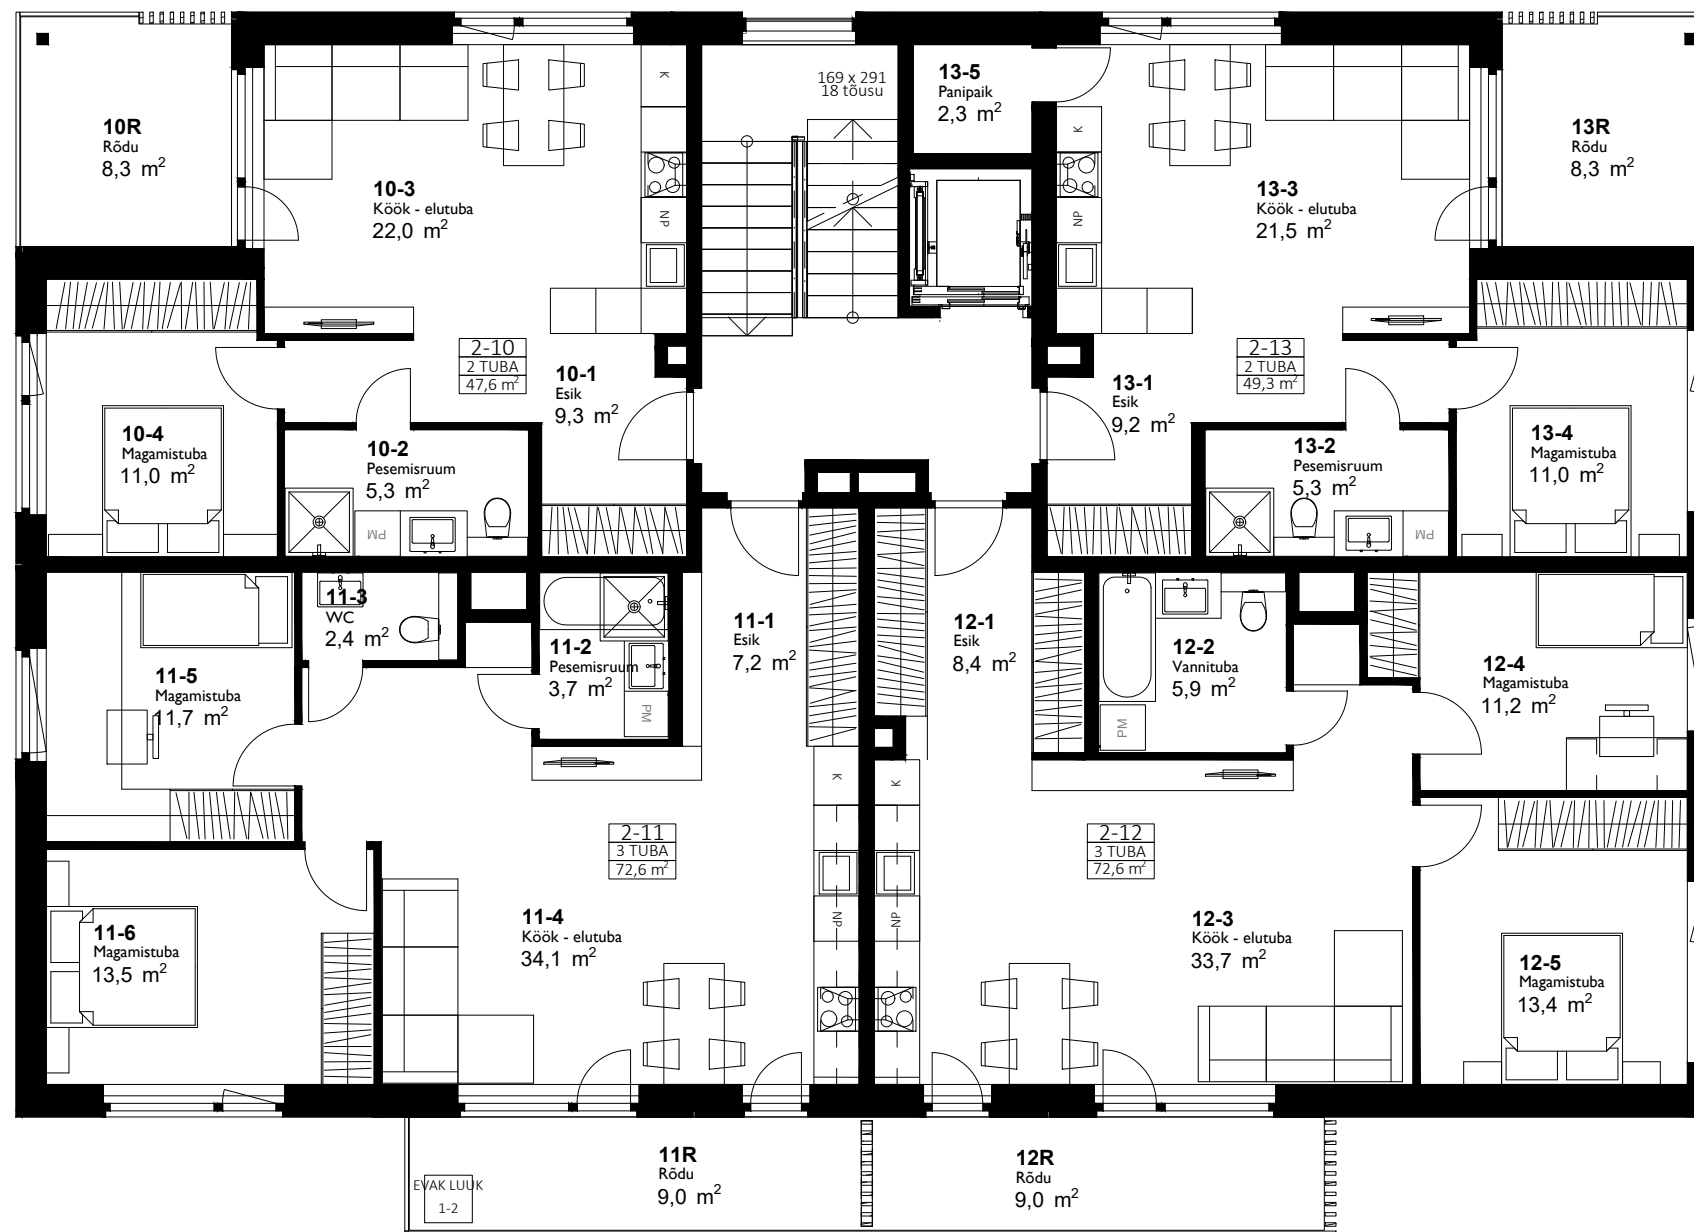 10R
Rõdu
8,3 m²
10-3
Köök - elutuba
22,0 m²
K
NP
169 x 291
18 tõusu
13-5
Panipaik
2,3 m²
K
NP
13-3
Köök - elutuba
21,5 m²
13R
Rõdu
8,3 m²
2-10
2 TUBA
47,6 m²
10-1
Esik
9,3 m²
13-1
Esik
9,2 m²
2-13
2 TUBA
49,3 m²
10-4
Magamistuba
11,0 m²
10-2
Pesemisruum
5,3 m²
PM
13-2
Pesemisruum
5,3 m²
PM
13-4
Magamistuba
11,0 m²
11-3
WC
2,4 m²
11-5
Magamistuba
11,7 m²
11-2
Pesemisruum
3,7 m²
PM
11-1
Esik
7,2 m²
12-1
Esik
8,4 m²
12-2
Vannituba
5,9 m²
PM
12-4
Magamistuba
11,2 m²
K
K
2-11
3 TUBA
72,6 m²
2-12
3 TUBA
72,6 m²
11-6
Magamistuba
13,5 m²
11-4
Köök - elutuba
34,1 m²
NP
NP
12-3
Köök - elutuba
33,7 m²
12-5
Magamistuba
13,4 m²
EVAK LUUK
1-2
11R
Rõdu
9,0 m²
12R
Rõdu
9,0 m²